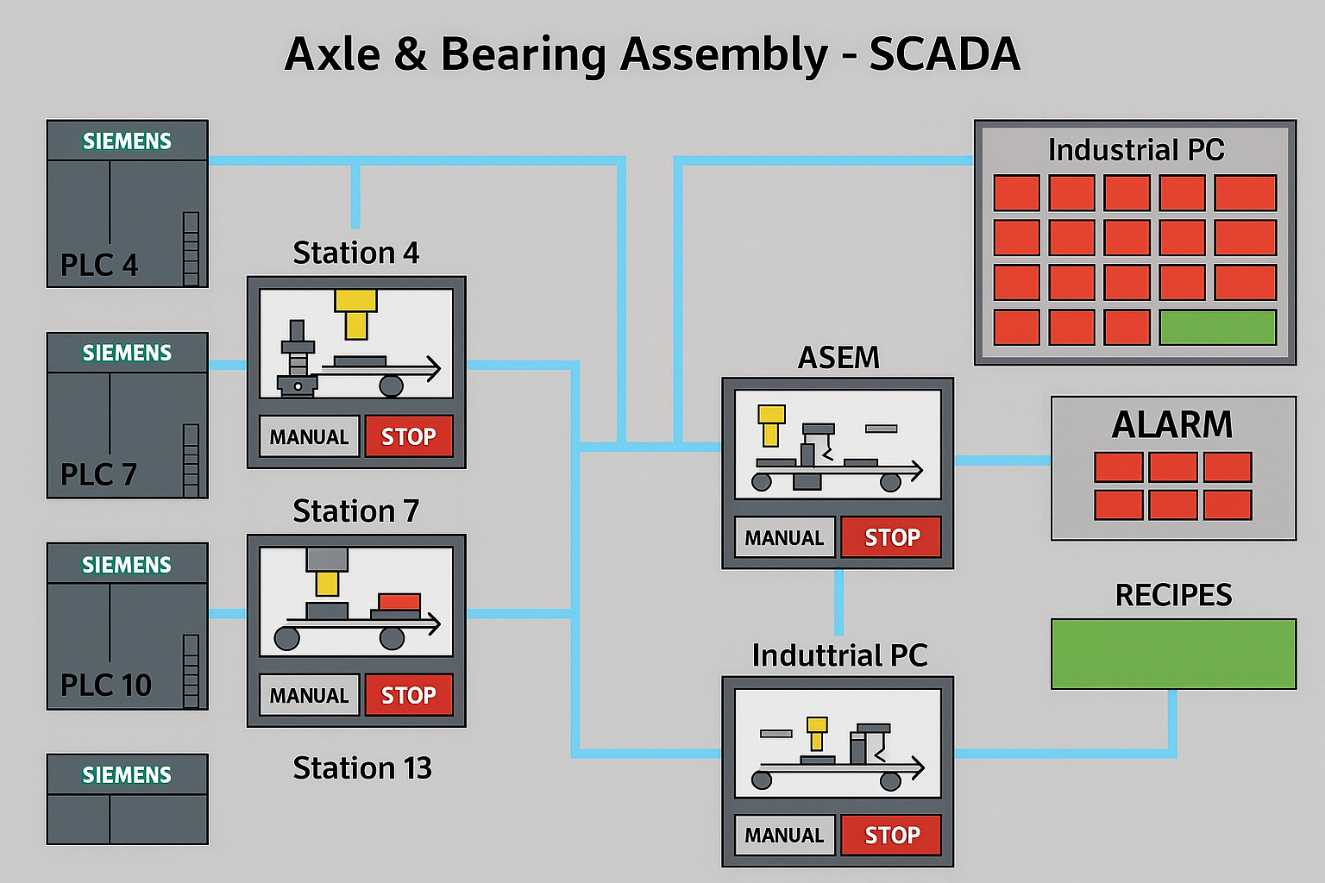 Axle & Bearing Assembly - SCADA
SIEMENS
PLC 4
Station 4
MANUAL
STOP
SIEMENS
PLC 7
Station 7
MANUAL
STOP
SIEMENS
PLC 10
Station 13
SIEMENS
Industrial PC
ASEM
MANUAL
STOP
ALARM
RECIPES
Induttrial PC
MANUAL
STOP